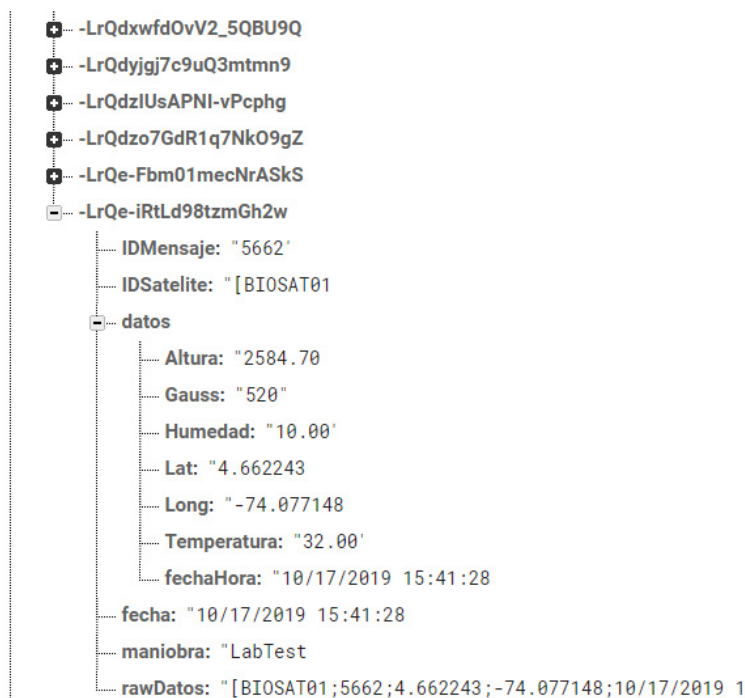 -LrQdxwfdOvV2_5QBU9Q
-LrQdyjgj7c9uQ3mtmn9
-LrQdzIUsAPNI-vPcphg
-LrQdzo7GdR1q7NkO9gZ
-LrQe-Fbm01mecNrASkS
-LrQe-iRtLd98tzmGh2w
IDMensaje: "5662'
IDSatelite: "[BIOSAT01
datos
Altura: "2584.70
Gauss: "520"
Humedad: "10.00'
Lat: "4.662243
Long: "-74.077148
Temperatura: "32.00'
fechaHora: "10/17/2019 15:41:28
fecha: "10/17/2019 15:41:28
maniobra: "LabTest
rawDatos: "[BIOSAT01;5662;4.662243;-74.077148;10/17/2019 1